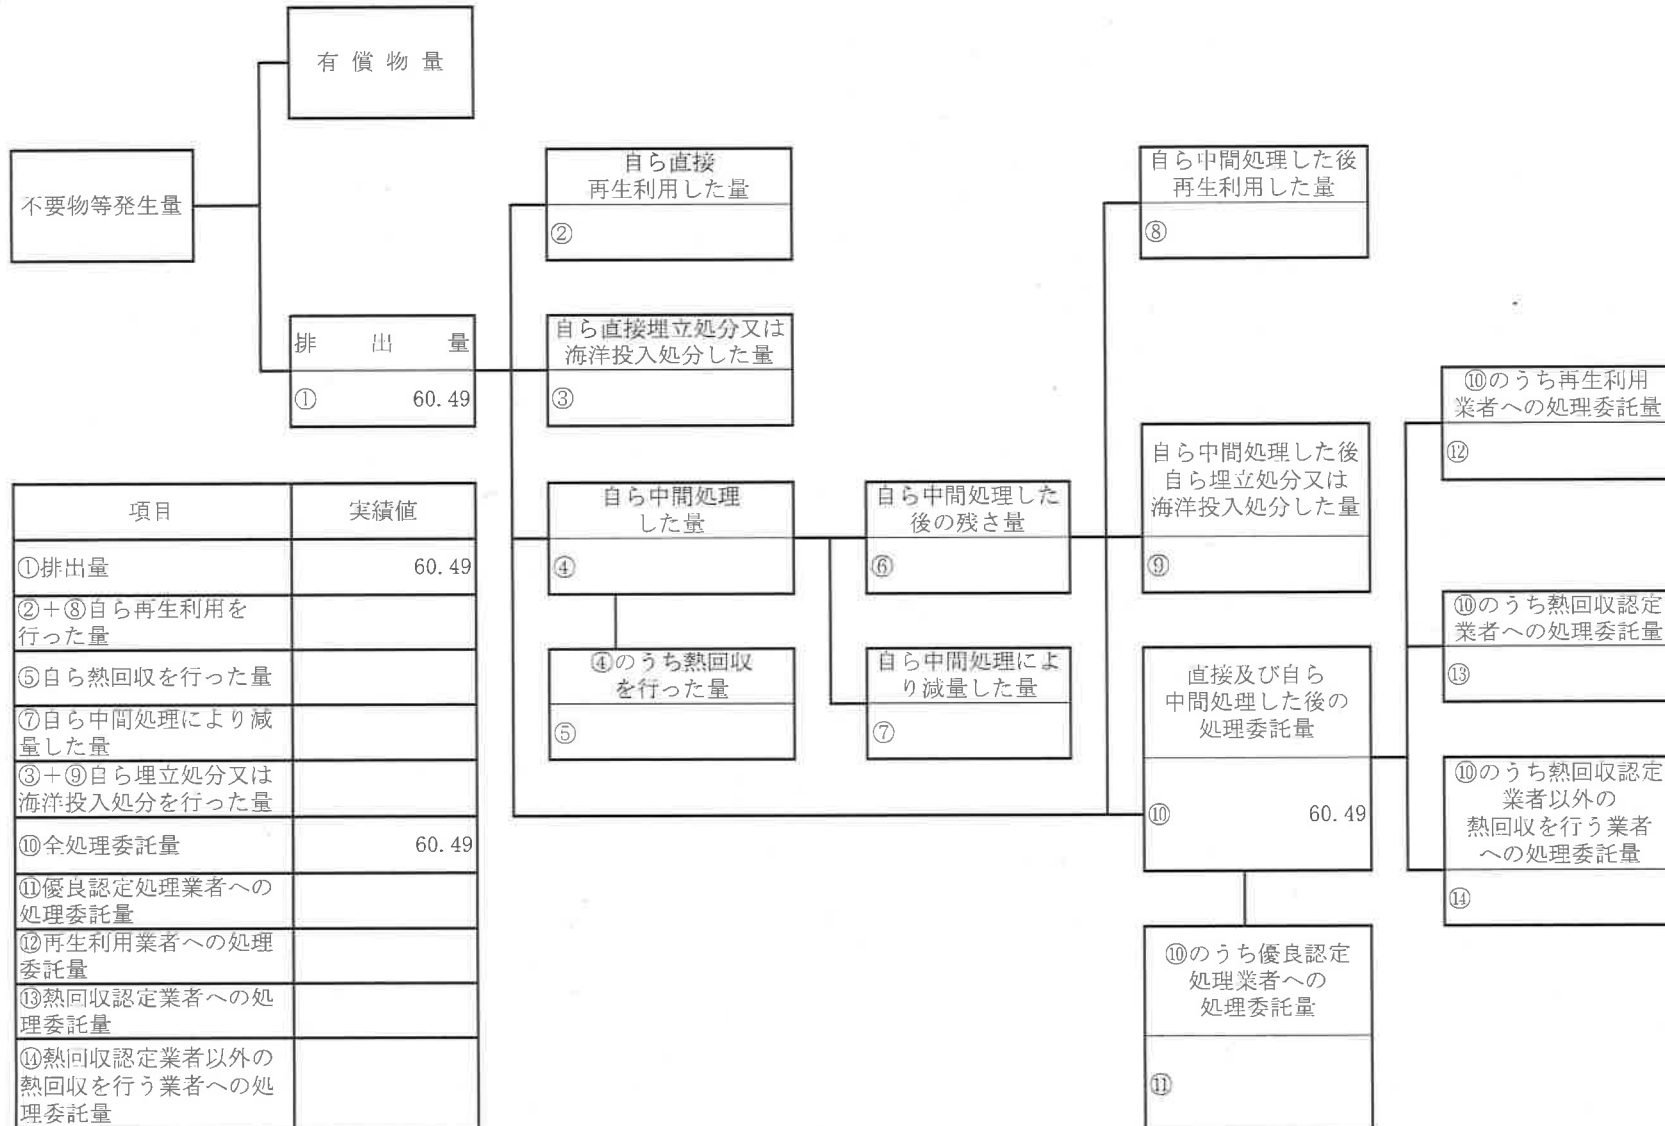 有償物量
不要物等発生量
排出量
① 60.49
自ら直接
再生利用した量
②
自ら直接埋立処分又は
海洋投入処分した量
③
自ら中間処理
した量
④
④のうち熱回収
を行った量
⑤
自ら中間処理した
後の残さ量
⑥
自ら中間処理によ
り減量した量
⑦
自ら中間処理した後
再生利用した量
⑧
自ら中間処理した後
自ら埋立処分又は
海洋投入処分した量
⑨
直接及び自ら
中間処理した後の
処理委託量
⑩ 60.49
⑩のうち優良認定
処理業者への
処理委託量
⑪
⑩のうち再生利用
業者への処理委託量
⑫
⑩のうち熱回収認定
業者への処理委託量
⑬
⑩のうち熱回収認定
業者以外の
熱回収を行う業者
への処理委託量
⑭
項目 実績値
①排出量 60.49
②+⑧自ら再生利用を
行った量
⑤自ら熱回収を行った量
⑦自ら中間処理により減
量した量
③+⑨自ら埋立処分又は
海洋投入処分を行った量
⑩全処理委託量 60.49
⑪優良認定処理業者への
処理委託量
⑫再生利用業者への処理
委託量
⑬熱回収認定業者への処
理委託量
⑭熱回収認定業者以外の
熱回収を行う業者への処
理委託量